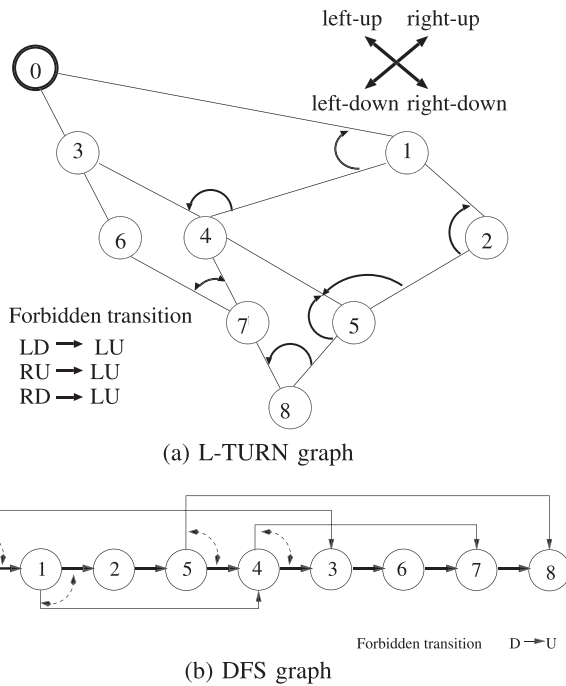 left-up right-up
0
left-down right-down
3
1
6
4
2
7
5
8
Forbidden transition
LD → LU
RU → LU
RD → LU
(a) L-TURN graph
1 2 5 4 3 6 7 8
Forbidden transition D → U
(b) DFS graph